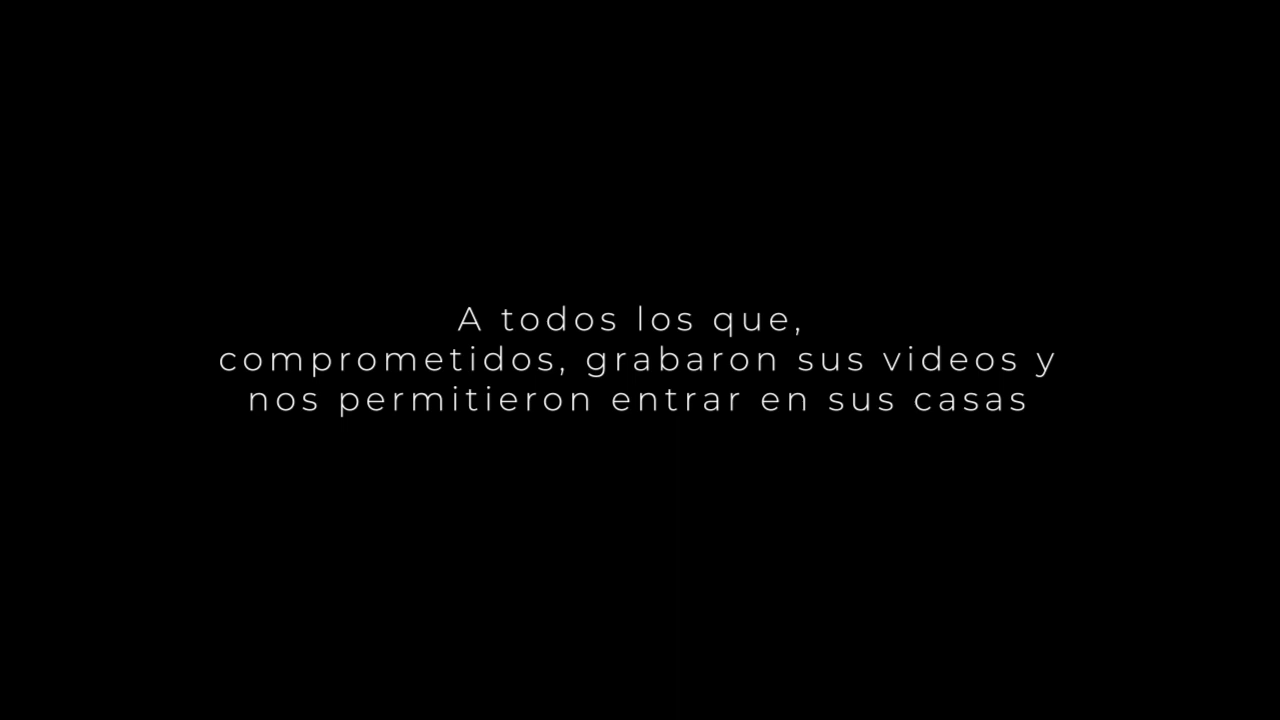 A todos los que,
comprometidos, grabaron sus videos y
nos permitieron entrar en sus casas